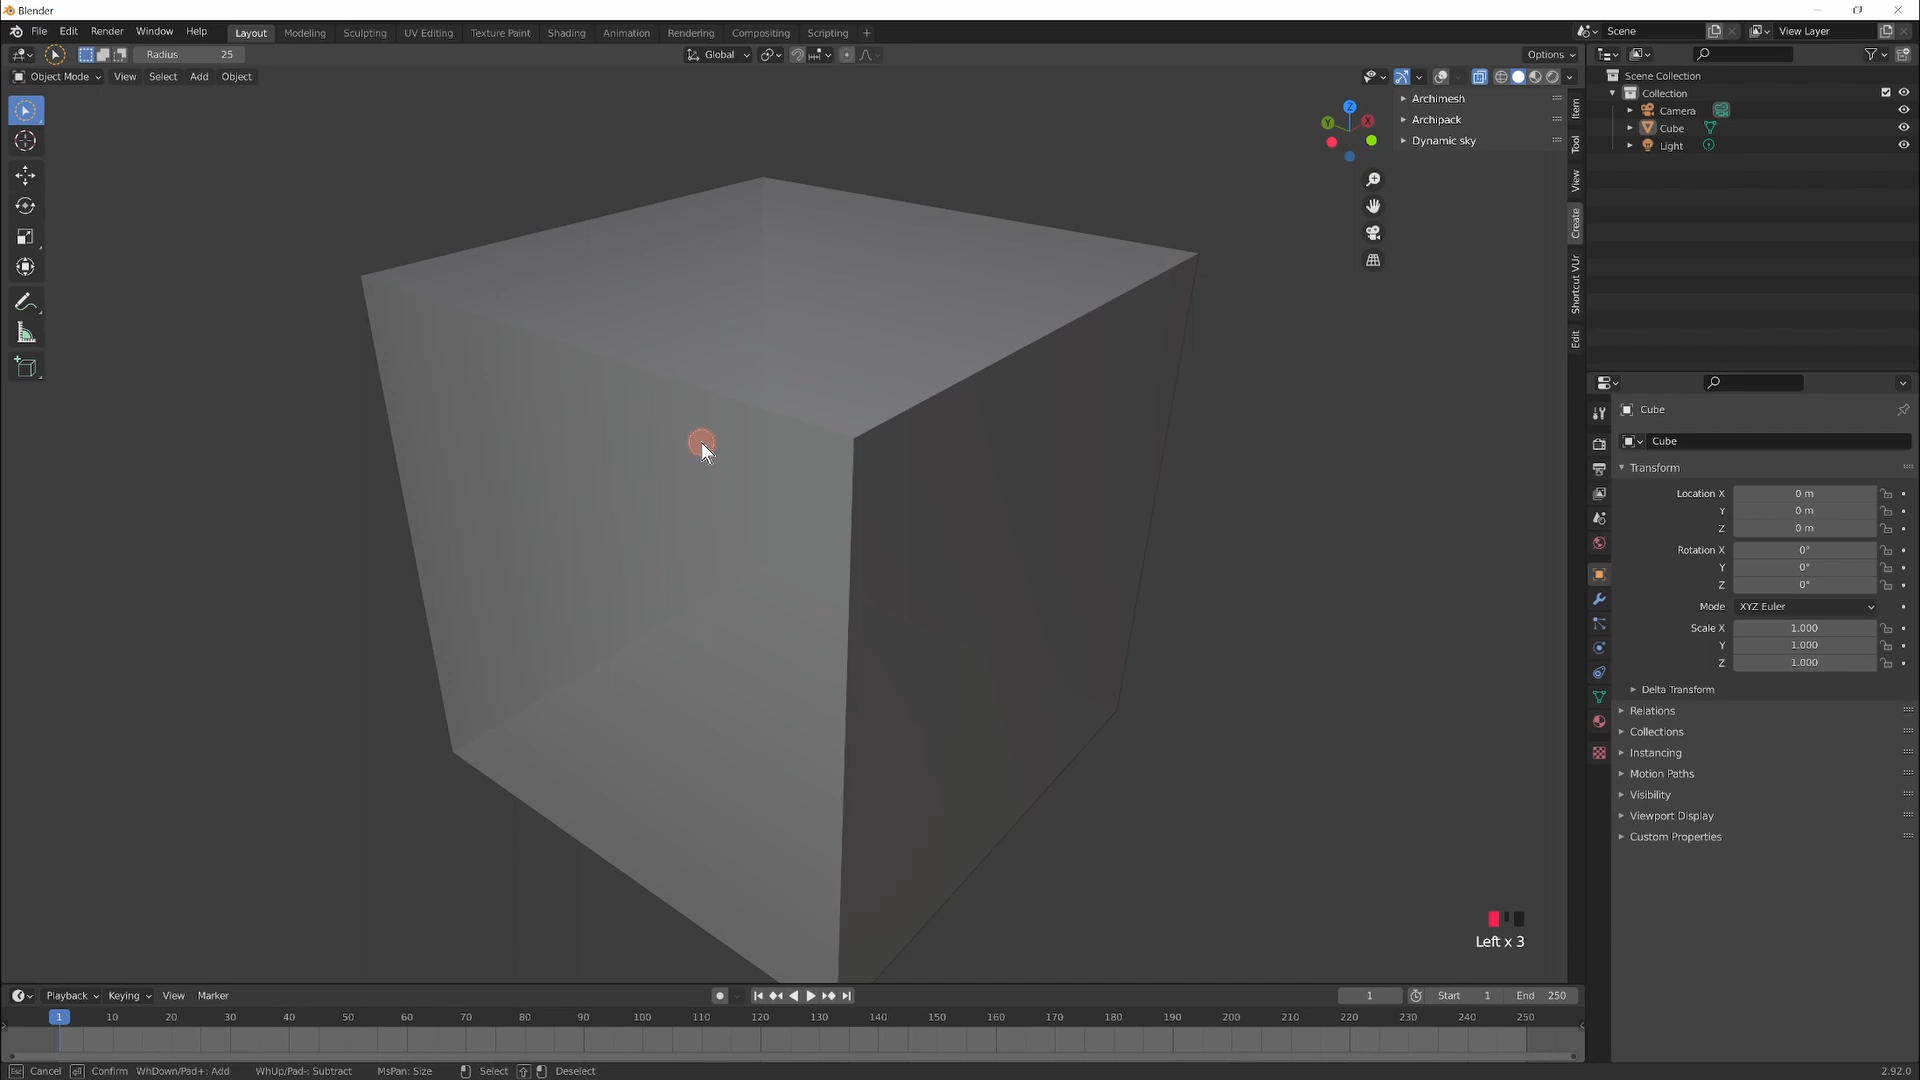 Blender
File Edit Render Window Help Layout Modeling Sculpting UV Editing Texture Paint Shading Animation Rendering Compositing Scripting +
Scene View Layer
Radius 25 Global Options
Object Mode View Select Add Object
Archimesh
Archipack
Dynamic sky
Z
Y
X
Item
Tool
View
Create
Shortcut VUr
Edit
Scene Collection
Collection
Camera
Cube
Light
Cube
Cube
Transform
Location X 0 m
Y 0 m
Z 0 m
Rotation X 0°
Y 0°
Z 0°
Mode XYZ Euler
Scale X 1.000
Y 1.000
Z 1.000
Delta Transform
Relations
Collections
Instancing
Motion Paths
Visibility
Viewport Display
Custom Properties
Left x 3
Playback Keying View Marker 1 Start 1 End 250
1 10 20 30 40 50 60 70 80 90 100 110 120 130 140 150 160 170 180 190 200 210 220 230 240 250
Esc Cancel Confirm WhDown/Pad+: Add WhUp/Pad-: Subtract MsPan: Size Select Deselect 2.92.0